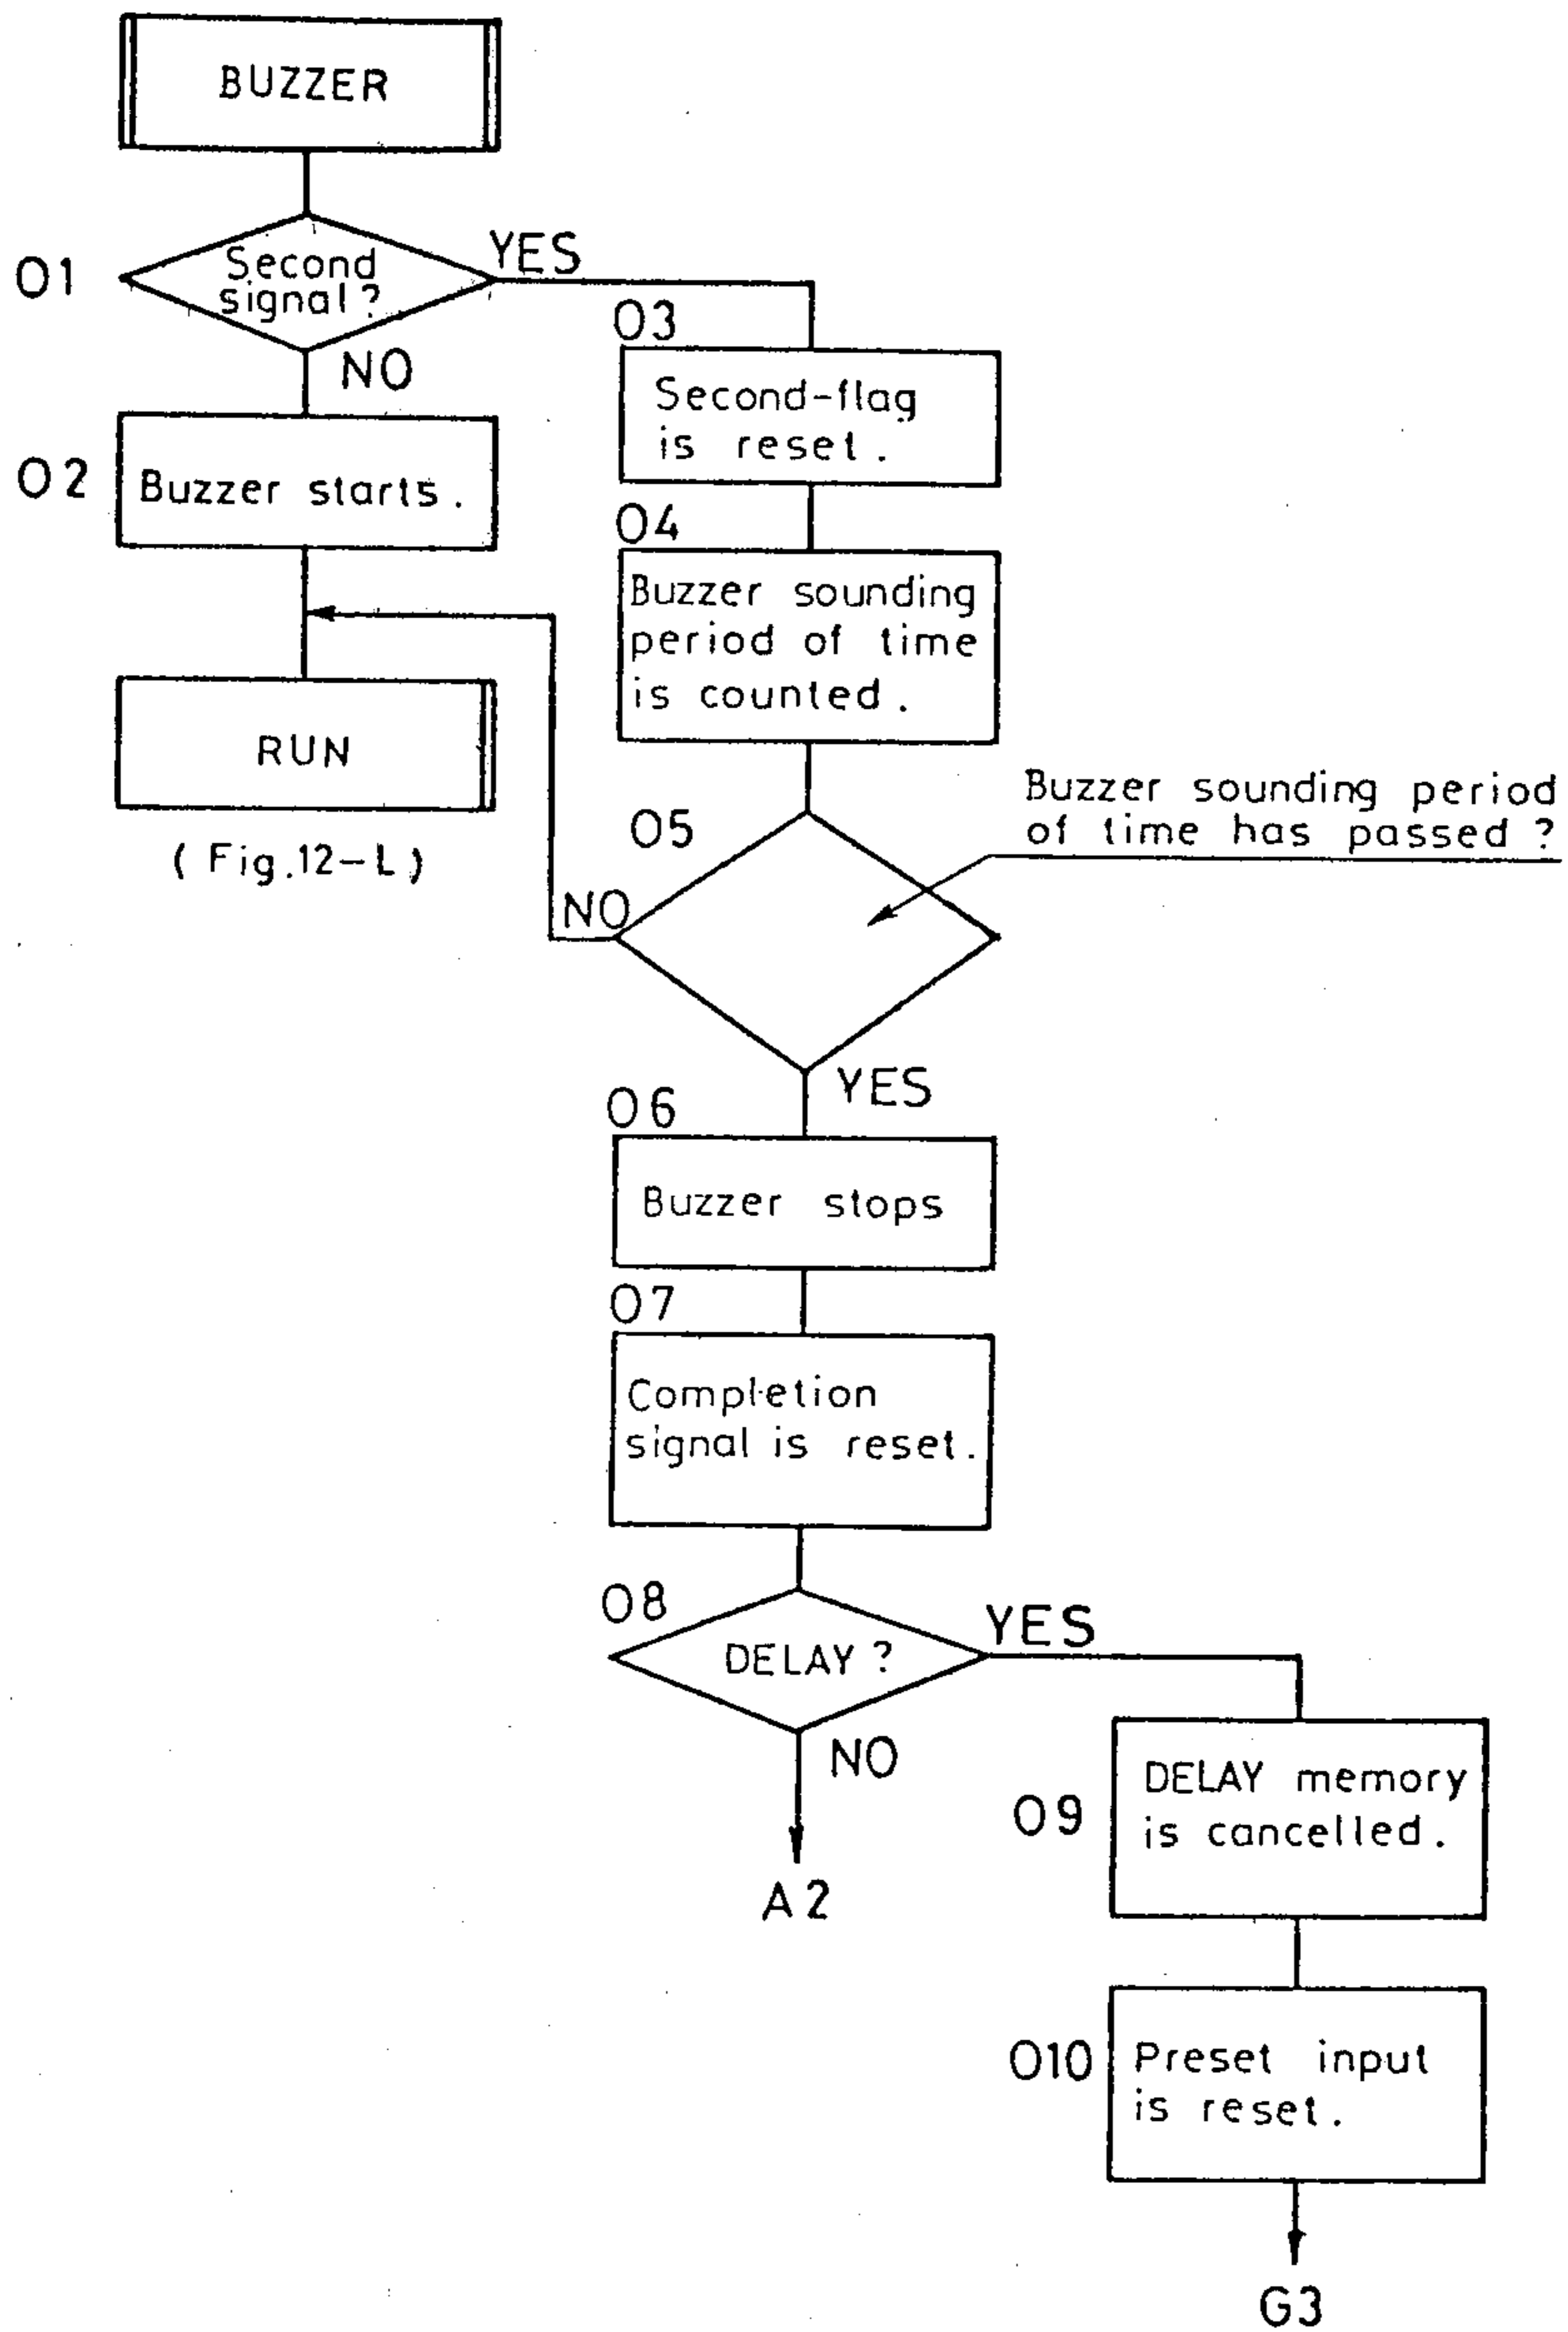 BUZZER
O1
Second
signal?
YES
NO
O2
Buzzer starts.
RUN
(Fig.12-L)
O3
Second-flag
is reset.
O4
Buzzer sounding
period of time
is counted.
O5
Buzzer sounding period
of time has passed?
NO
YES
O6
Buzzer stops
O7
Completion
signal is reset.
O8
DELAY?
YES
NO
A2
O9
DELAY memory
is cancelled.
O10
Preset input
is reset.
G3